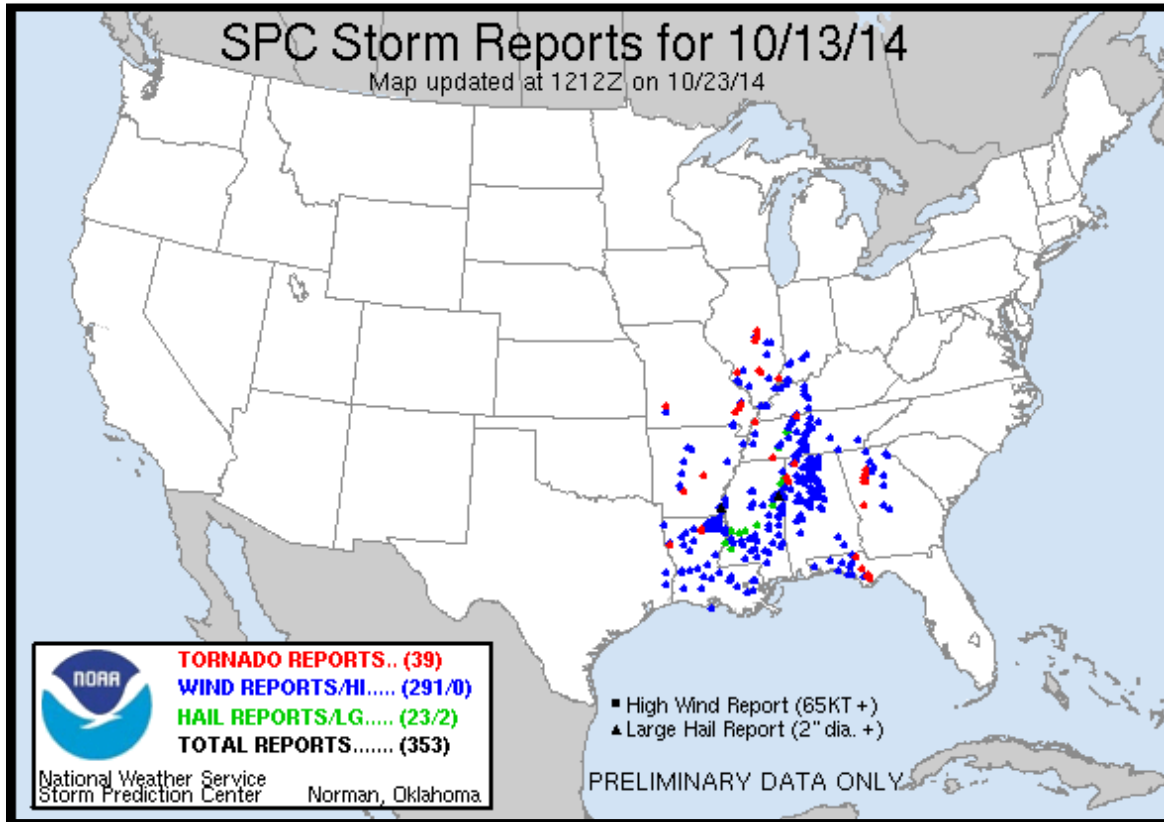 SPC Storm Reports for 10/13/14
Map updated at 1212Z on 10/23/14
NOAA
TORNADO REPORTS.. (39)
WIND REPORTS/HI..... (291/0)
HAIL REPORTS/LG..... (23/2)
TOTAL REPORTS....... (353)
National Weather Service
Storm Prediction Center Norman, Oklahoma
High Wind Report (65KT +)
Large Hail Report (2" dia. +)
PRELIMINARY DATA ONLY